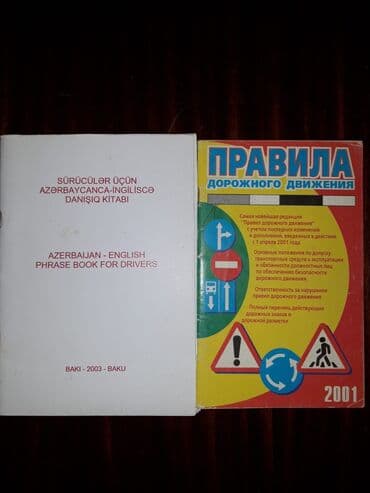 SÜRÜCÜLƏR ÜÇÜN
AZƏRBAYCANCA-İNGİLİSCƏ
DANIŞIQ KİTABI
AZERBAIJAN - ENGLISH
PHRASE BOOK FOR DRIVERS
BAKI - 2003 - BAKU
ПРАВИЛА
ДОРОЖНОГО ДВИЖЕНИЯ
Самая новейшая редакция
"Правил дорожного движения"
с учетом последних изменений
и дополнений, введенных в действие
с 1 апреля 2001 года.
Основные положения по допуску
транспортных средств к эксплуатации
и обязанности должностных лиц
по обеспечению безопасности
дорожного движения.
Ответственность за нарушение
правил дорожного движения.
Полный перечень действующих
дорожных знаков и
дорожной разметки
2001